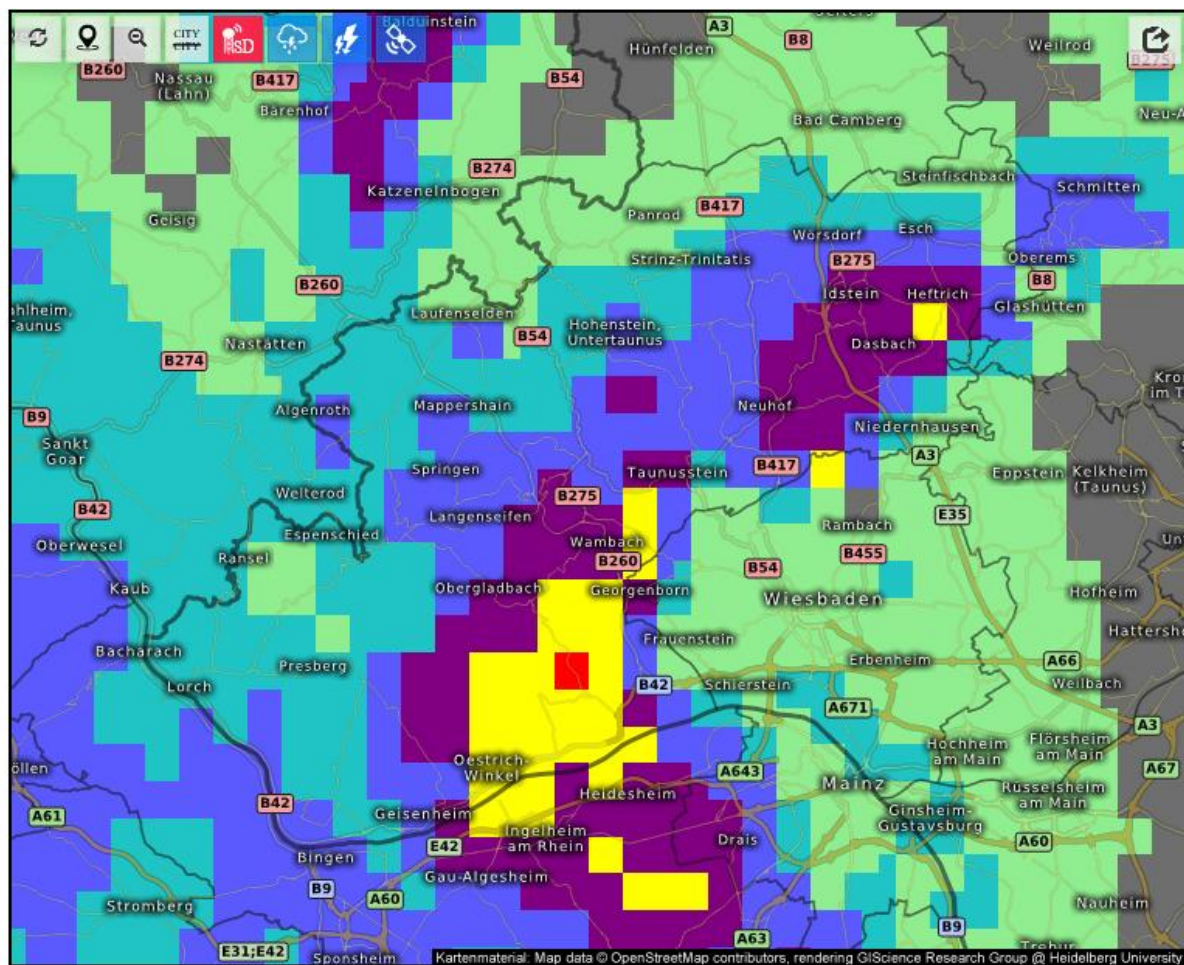 CITY
CITY
HSD
Balduinstein
A3
B8
Hünfelden
Weilrod
B275
B260
Nassau
(Lahn)
B417
B54
Bärenhof
Bad Camberg
Neu-A
B274
Katzenelnbogen
Steinfischbach
Schmitten
Geisig
Panrod
B417
Wörsdorf
Esch
Strinz-Trinitatis
B275
Oberems
B260
Idstein
Heftrich
B8
Glashütten
ahlheim,
Taunus
Laufenselden
B54
Hohenstein,
Untertaunus
Nastätten
Dasbach
B274
Kro
im T
B9
Algenroth
Mappershain
Neuhof
Sankt
Goar
Niedernhausen
A3
Springen
Taunusstein
B417
Eppstein
Kelkheim
(Taunus)
Welterod
B275
B42
Langenseifen
E35
Rambach
Oberwesel
Espenschied
Wambach
Un
Ransel
B260
B54
B455
Kaub
Obergladbach
Georgenborn
Wiesbaden
Hofheim
Bacharach
Frauenstein
Hattersh
Presberg
Erbenheim
A66
Lorch
B42
Schierstein
Weilbach
A671
A3
Hochheim
am Main
Flörsheim
am Main
Oestrich-
Winkel
A643
A67
öllen
Mainz
Heidesheim
Rüsselsheim
am Main
B42
Geisenheim
Ginsheim-
Gustavsburg
A61
Ingelheim
am Rhein
Drais
A60
E42
Bingen
Gau-Algesheim
B9
A60
Stromberg
Nauheim
B9
E31;E42
Sponsheim
A63
Trebur
Kartenmaterial: Map data © OpenStreetMap contributors, rendering GIScience Research Group @ Heidelberg University